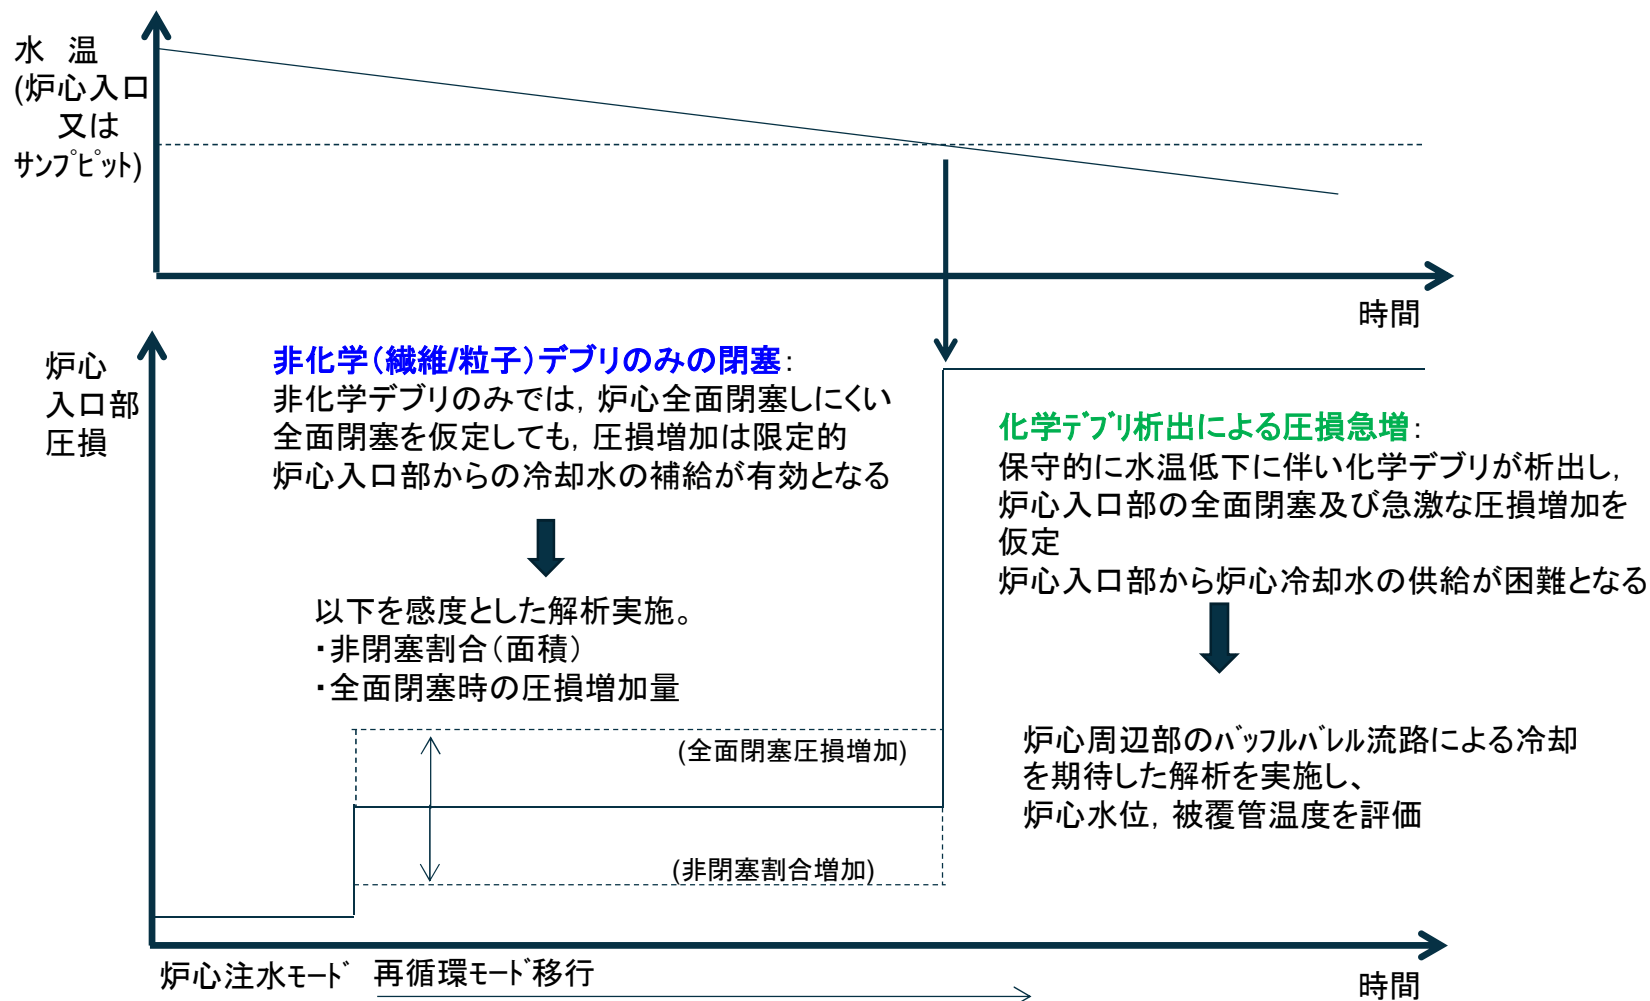 水　温
(炉心入口
又は
ｻﾝﾌﾟﾋﾟｯﾄ)
時間
炉心
入口部
圧損
非化学（繊維/粒子）デブリのみの閉塞：
非化学デブリのみでは，炉心全面閉塞しにくい
全面閉塞を仮定しても，圧損増加は限定的
炉心入口部からの冷却水の補給が有効となる
以下を感度とした解析実施。
・非閉塞割合（面積）
・全面閉塞時の圧損増加量
化学ﾃﾞﾌﾞﾘ析出による圧損急増：
保守的に水温低下に伴い化学デブリが析出し，
炉心入口部の全面閉塞及び急激な圧損増加を
仮定
炉心入口部から炉心冷却水の供給が困難となる
炉心周辺部のﾊﾞｯﾌﾙﾊﾞﾚﾙ流路による冷却
を期待した解析を実施し、
炉心水位，被覆管温度を評価
(全面閉塞圧損増加)
(非閉塞割合増加)
炉心注水ﾓｰﾄﾞ
再循環ﾓｰﾄﾞ移行
時間